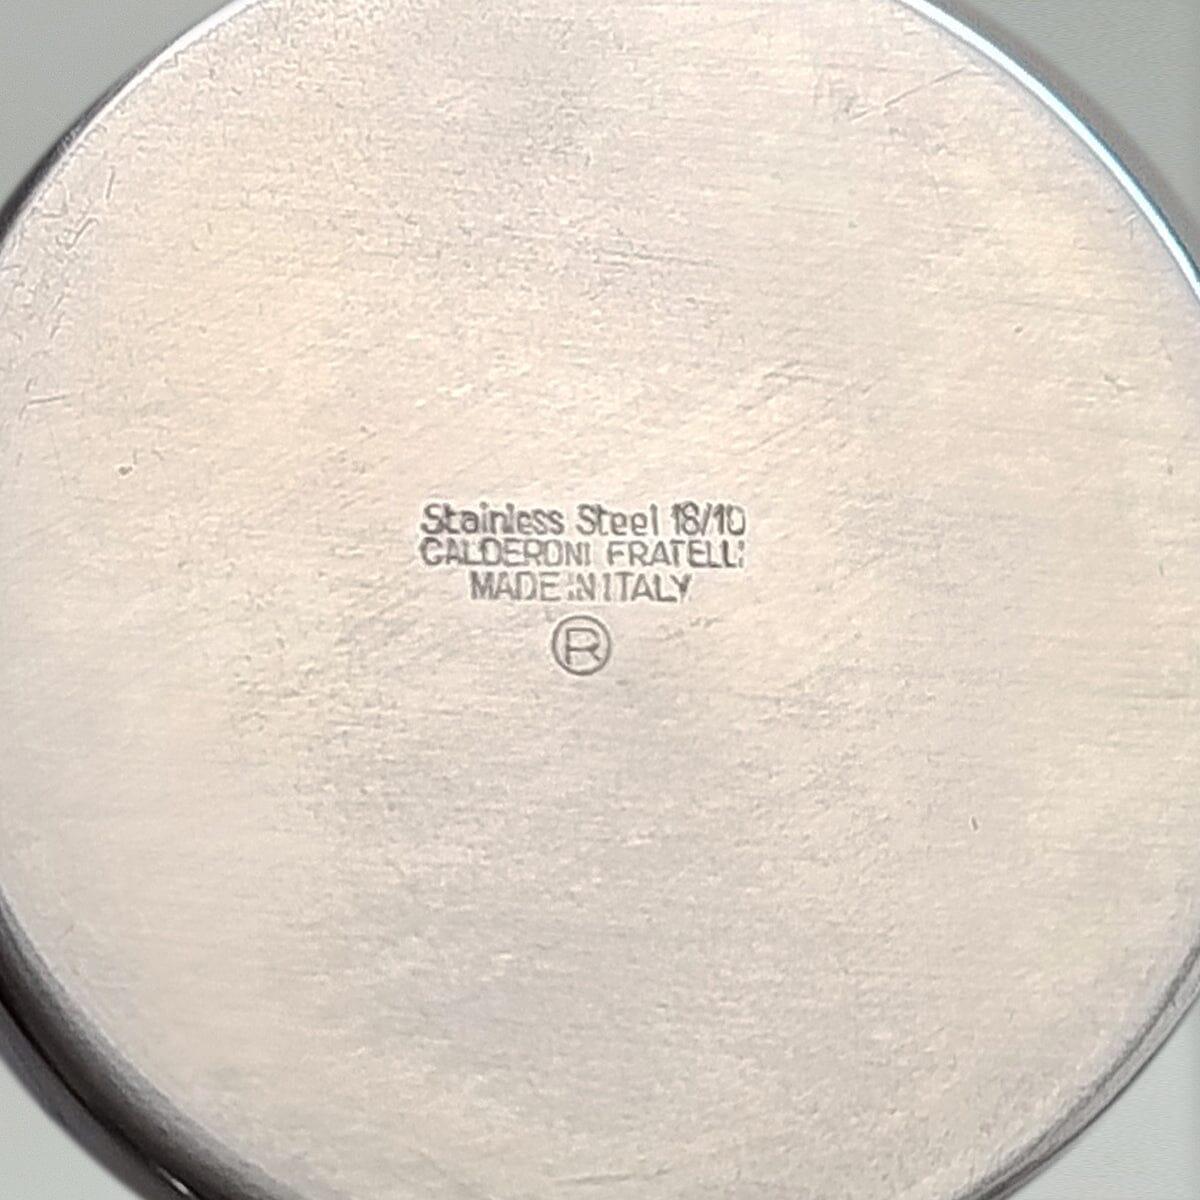 Stainless Steel 18/10
CALDERONI FRATELLI
MADE IN ITALY
®